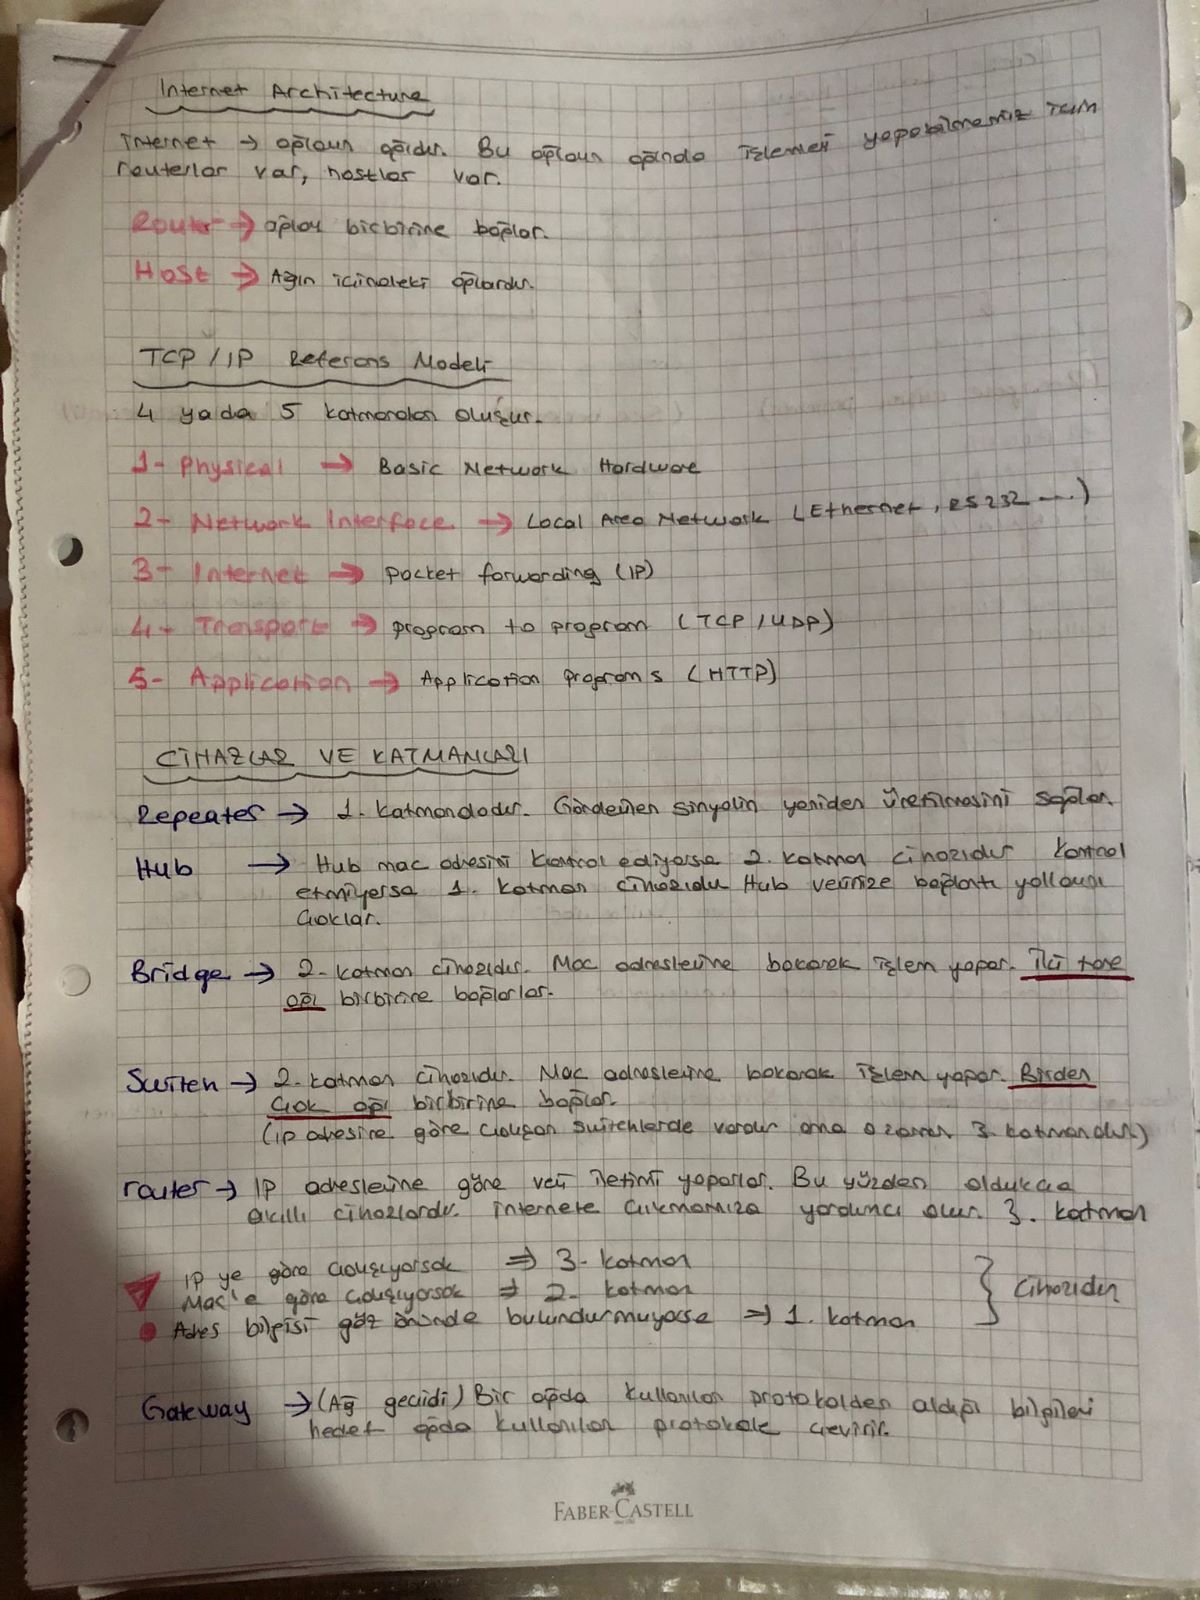 Internet Architecture
İnternet → ağların ağıdır. Bu ağların ağında işlemleri yapabilmemiz için
routerlar var, hostlar var.
Router → ağları birbirine bağlar.
Host → Ağın içindeki ağlardır.
TCP / IP Referans Modeli
4 yada 5 katmandan oluşur.
1- Physical → Basic Network Hardware
2- Network Interface → Local Area Network (Ethernet, RS232 ....)
3- Internet → packet forwarding (IP)
4- Transport → program to program (TCP / UDP)
5- Application → Application programs (HTTP)
CİHAZLAR VE KATMANLARI
Repeater → 1. katmandadır. Gönderilen sinyalin yeniden üretilmesini sağlar.
Hub → Hub mac adresini kontrol ediyorsa 2. katman cihazıdır kontrol
etmiyorsa 1. katman cihazıdır Hub verinize bağlantı yollarını
çoklar.
Bridge → 2. katman cihazıdır. Mac adreslerine bakarak işlem yapar. İki tane
ağı birbirine bağlarlar.
Switch → 2. katman cihazıdır. Mac adreslerine bakarak işlem yapar. Birden
çok ağı birbirine bağlar.
(ip adresine göre çalışan switchlerde vardır ama o zaman 3. katmandır.)
router → IP adreslerine göre veri iletimi yaparlar. Bu yüzden oldukça
akıllı cihazlardır. internete çıkmamıza yardımcı olur. 3. katman
IP ye göre çalışıyorsak ⇒ 3. katman
Mac'e göre çalışıyorsak ⇒ 2. katman } cihazıdır
Adres bilgisi göz önünde bulundurmuyorsa ⇒ 1. katman
Gateway → (Ağ geçidi) Bir ağda kullanılan protokolden aldığı bilgileri
hedef ağda kullanılan protokole çevirir.
FABER-CASTELL